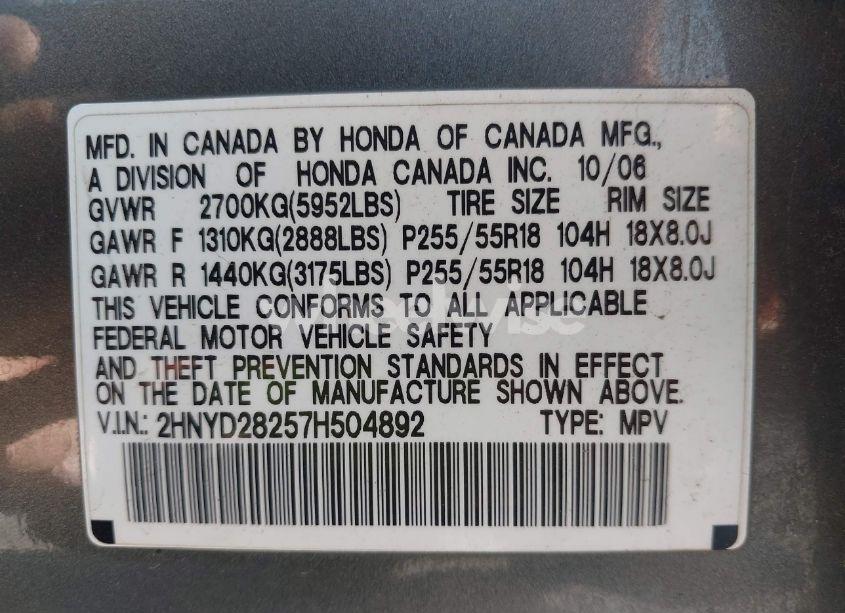 MFD. IN CANADA BY HONDA OF CANADA MFG.,
A DIVISION OF HONDA CANADA INC. 10/06
GVWR 2700KG(5952LBS) TIRE SIZE RIM SIZE
GAWR F 1310KG(2888LBS) P255/55R18 104H 18X8.0J
GAWR R 1440KG(3175LBS) P255/55R18 104H 18X8.0J
THIS VEHICLE CONFORMS TO ALL APPLICABLE
FEDERAL MOTOR VEHICLE SAFETY
AND THEFT PREVENTION STANDARDS IN EFFECT
ON THE DATE OF MANUFACTURE SHOWN ABOVE.
V.I.N.: 2HNYD28257H504892 TYPE: MPV